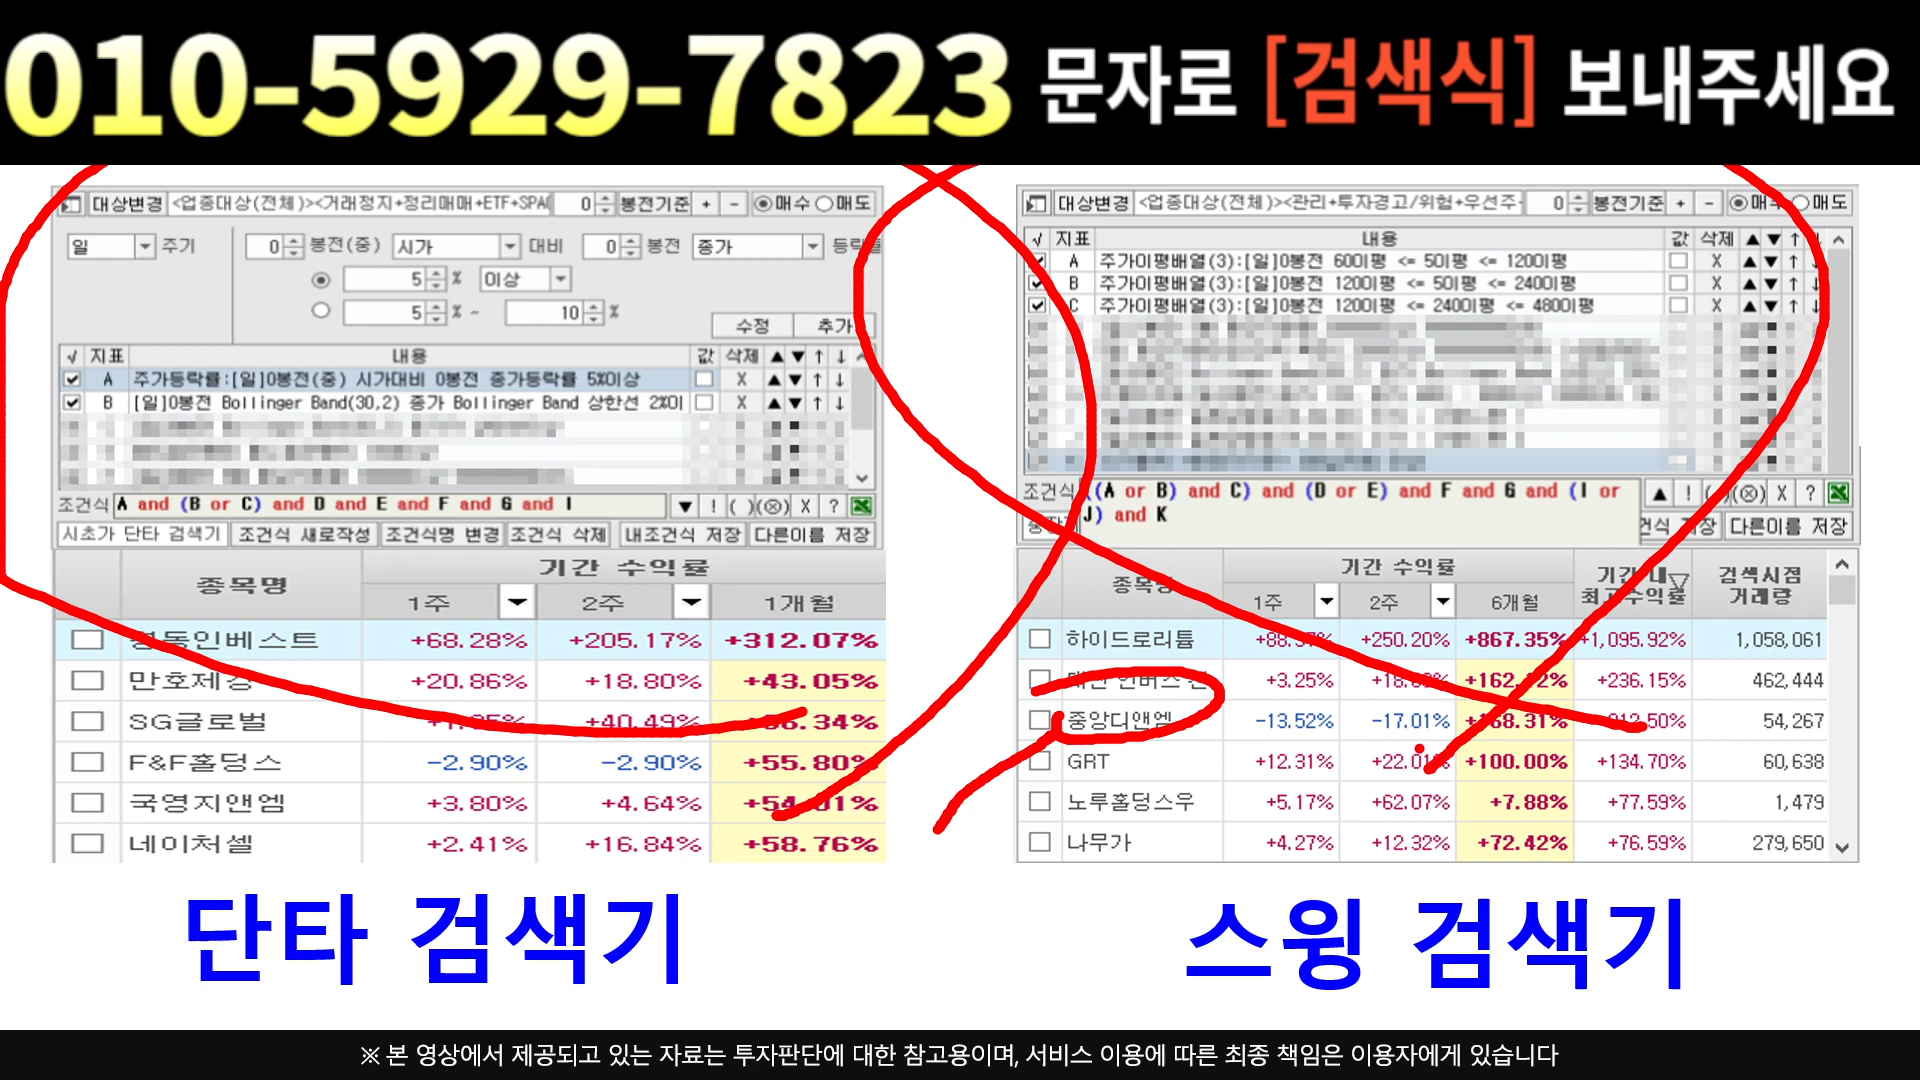 010-5929-7823 문자로 [검색식] 보내주세요
대상변경 <업종대상(전체)><거래정지+정리매매+ETF+SPA 0 봉전기준 + - 매수 매도
일 주기 0 봉전(중) 시가 대비 0 봉전 종가
5 % 이상
5 % ~ 10 %
수정 추가
√ 지표 내용 값 삭제 ▲ ▼ ↑ ↓
A 주가등락률:[일]0봉전(중) 시가대비 0봉전 종가등락률 5%이상 X ▲ ▼ ↑ ↓
B [일]0봉전 Bollinger Band(30,2) 종가 Bollinger Band 상한선 2%이 X ▲ ▼ ↑ ↓
조건식 A and (B or C) and D and E and F and G and I ▼ ! ( ) (⊗) X ?
시초가 단타 검색기 조건식 새로작성 조건식명 변경 조건식 삭제 내조건식 저장 다른이름 저장
종목명 기간 수익률
1주 2주 1개월
인베스트 +68.28% +205.17% +312.07%
만호제강 +20.86% +18.80% +43.05%
SG글로벌 +40.49%
F&F홀딩스 -2.90% -2.90% +55.80%
국영지앤엠 +3.80% +4.64%
네이처셀 +2.41% +16.84% +58.76%
단타 검색기
대상변경 <업종대상(전체)><관리+투자경고/위험+우선주+ 0 봉전기준 + - 매수 매도
√ 지표 내용 값 삭제 ▲ ▼ ↑
A 주가이평배열(3):[일]0봉전 60이평 <= 5이평 <= 120이평 X ▲ ▼ ↑
B 주가이평배열(3):[일]0봉전 120이평 <= 5이평 <= 240이평 X ▲ ▼ ↑
C 주가이평배열(3):[일]0봉전 120이평 <= 240이평 <= 480이평 X ▲ ▼ ↑ ↓
조건식 ((A or B) and C) and (D or E) and F and G and (I or
J) and K
▲ ! (⊗) X ?
저장 다른이름 저장
종목명 기간 수익률 기간 내 최고수익률 검색시점 거래량
1주 2주 6개월
하이드로리튬 +250.20% +867.35% +1,095.92% 1,058,061
+3.25% +236.15% 462,444
중앙디앤엠 -13.52% -17.01% 54,267
GRT +12.31% +100.00% +134.70% 60,638
노루홀딩스우 +5.17% +62.07% +7.88% +77.59% 1,479
나무가 +4.27% +12.32% +72.42% +76.59% 279,650
스윙 검색기
※ 본 영상에서 제공되고 있는 자료는 투자판단에 대한 참고용이며, 서비스 이용에 따른 최종 책임은 이용자에게 있습니다